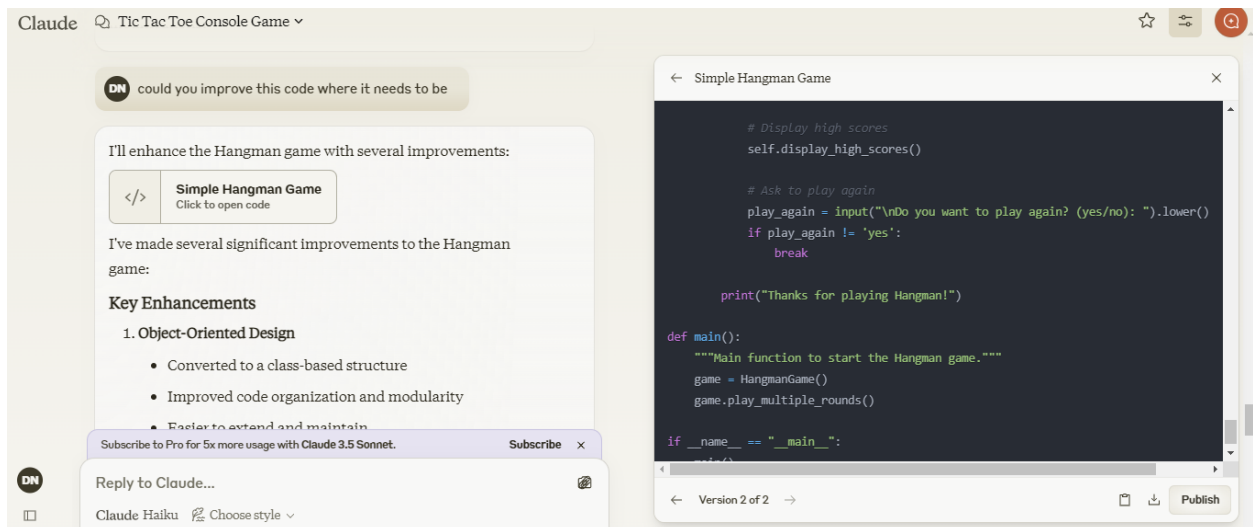 Claude
Tic Tac Toe Console Game
DN
could you improve this code where it needs to be
I'll enhance the Hangman game with several improvements:
</>
Simple Hangman Game
Click to open code
I've made several significant improvements to the Hangman
game:
Key Enhancements
1. Object-Oriented Design
• Converted to a class-based structure
• Improved code organization and modularity
• Easier to extend and maintain
Subscribe to Pro for 5x more usage with Claude 3.5 Sonnet.
Subscribe ×
DN
Reply to Claude...
Claude Haiku
Choose style
Simple Hangman Game
# Display high scores
self.display_high_scores()
# Ask to play again
play_again = input("\nDo you want to play again? (yes/no): ").lower()
if play_again != 'yes':
break
print("Thanks for playing Hangman!")
def main():
"""Main function to start the Hangman game."""
game = HangmanGame()
game.play_multiple_rounds()
if __name__ == "__main__":
main()
Version 2 of 2
Publish